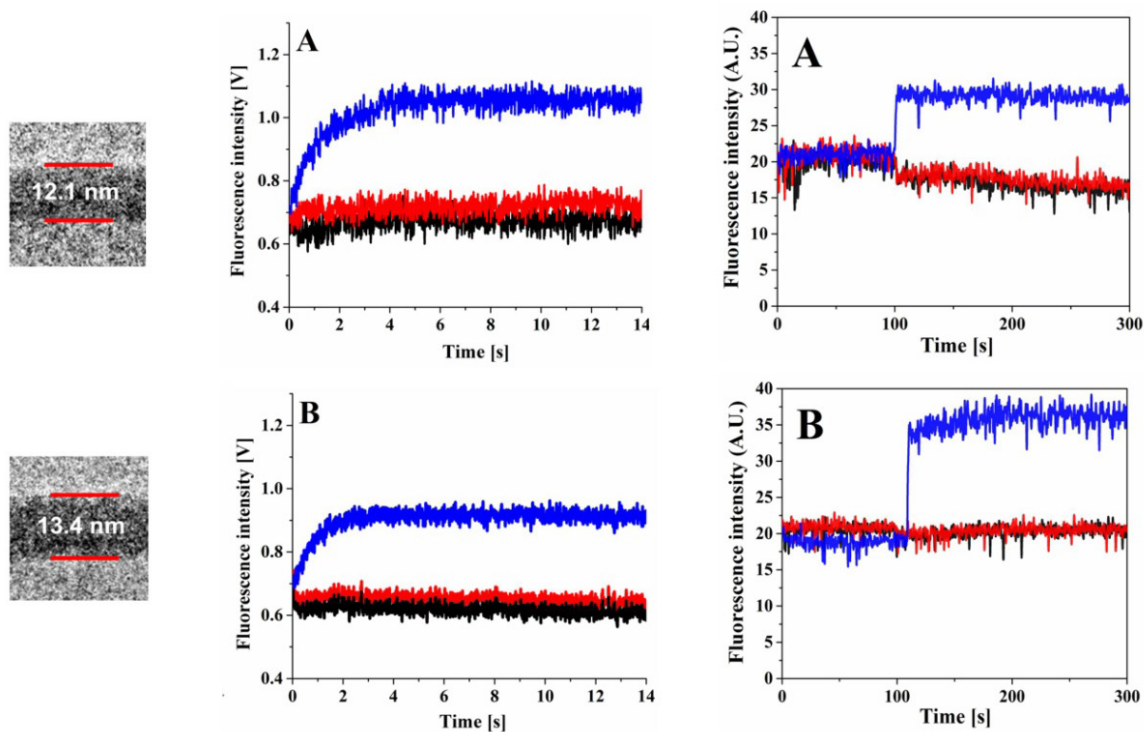 12.1 nm
A
Fluorescence intensity [V]
1.2
1.0
0.8
0.6
0.4
0 2 4 6 8 10 12 14
Time [s]
A
Fluorescence intensity (A.U.)
40
35
30
25
20
15
10
5
0
0 100 200 300
Time [s]
13.4 nm
B
Fluorescence intensity [V]
1.2
1.0
0.8
0.6
0.4
0 2 4 6 8 10 12 14
Time [s]
B
Fluorescence intensity (A.U.)
40
35
30
25
20
15
10
5
0
0 100 200 300
Time [s]